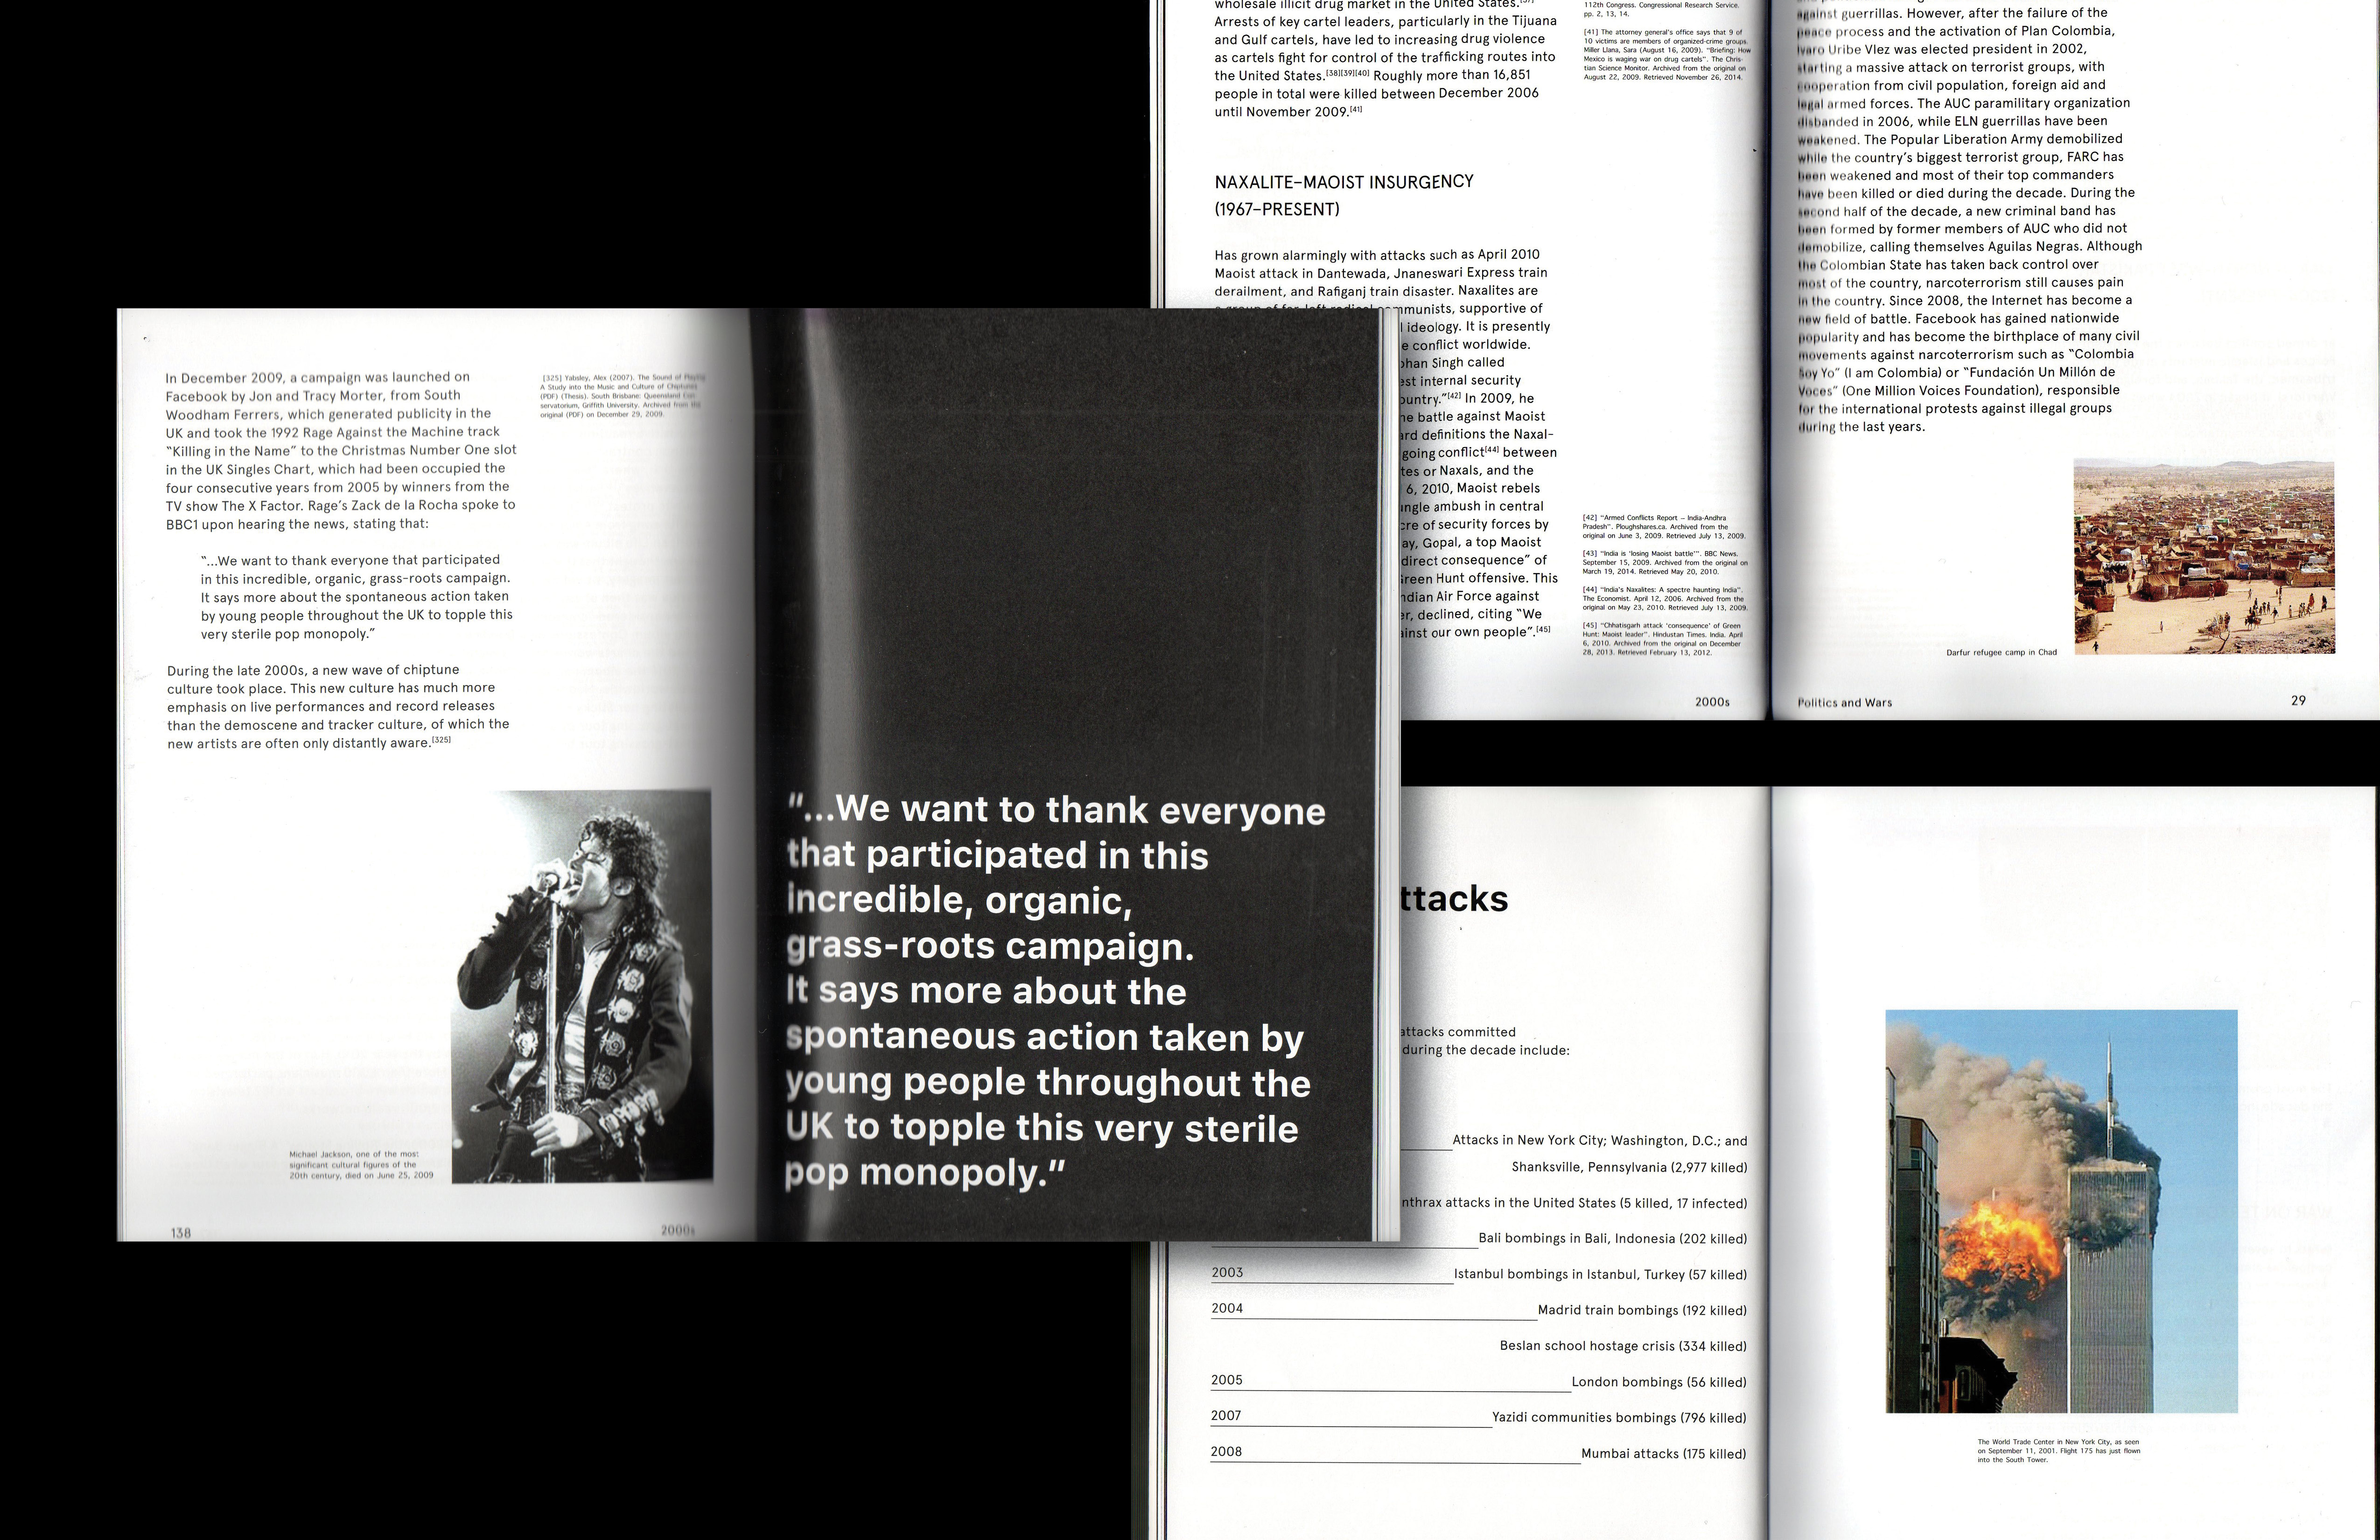 In December 2009, a campaign was launched on
Facebook by Jon and Tracy Morter, from South
Woodham Ferrers, which generated publicity in the
UK and took the 1992 Rage Against the Machine track
“Killing in the Name” to the Christmas Number One slot
in the UK Singles Chart, which had been occupied the
four consecutive years from 2005 by winners from the
TV show The X Factor. Rage’s Zack de la Rocha spoke to
BBC1 upon hearing the news, stating that:
“...We want to thank everyone that participated
in this incredible, organic, grass-roots campaign.
It says more about the spontaneous action taken
by young people throughout the UK to topple this
very sterile pop monopoly.”
During the late 2000s, a new wave of chiptune
culture took place. This new culture has much more
emphasis on live performances and record releases
than the demoscene and tracker culture, of which the
new artists are often only distantly aware.[325]
[325] Yabsley, Alex (2007). The Sound of Playing
A Study into the Music and Culture of Chiptunes
(PDF) (Thesis). South Brisbane: Queensland Con-
servatorium, Griffith University. Archived from the
original (PDF) on December 29, 2009.
Michael Jackson, one of the most
significant cultural figures of the
20th century, died on June 25, 2009
138
2000s
“...We want to thank everyone
that participated in this
incredible, organic,
grass-roots campaign.
It says more about the
spontaneous action taken by
young people throughout the
UK to topple this very sterile
pop monopoly.”
wholesale illicit drug market in the United States.[37]
Arrests of key cartel leaders, particularly in the Tijuana
and Gulf cartels, have led to increasing drug violence
as cartels fight for control of the trafficking routes into
the United States.[38][39][40] Roughly more than 16,851
people in total were killed between December 2006
until November 2009.[41]
NAXALITE–MAOIST INSURGENCY
(1967–PRESENT)
Has grown alarmingly with attacks such as April 2010
Maoist attack in Dantewada, Jnaneswari Express train
derailment, and Rafiganj train disaster. Naxalites are
a group of far-left radical communists, supportive of
ideology. It is presently
conflict worldwide.
Singh called
internal security
[42] In 2009, he
battle against Maoist
definitions the Naxal-
going conflict[44] between
or Naxals, and the
6, 2010, Maoist rebels
ambush in central
of security forces by
Gopal, a top Maoist
direct consequence” of
Hunt offensive. This
Air Force against
declined, citing “We
our own people”.[45]
112th Congress. Congressional Research Service.
pp. 2, 13, 14.
[41] The attorney general's office says that 9 of
10 victims are members of organized-crime groups.
Miller Llana, Sara (August 16, 2009). "Briefing: How
Mexico is waging war on drug cartels". The Chris-
tian Science Monitor. Archived from the original on
August 22, 2009. Retrieved November 26, 2014.
[42] "Armed Conflicts Report – India-Andhra
Pradesh". Ploughshares.ca. Archived from the
original on June 3, 2009. Retrieved July 13, 2009.
[43] "India is 'losing Maoist battle'". BBC News.
September 15, 2009. Archived from the original on
March 19, 2014. Retrieved May 20, 2010.
[44] "India's Naxalites: A spectre haunting India".
The Economist. April 12, 2006. Archived from the
original on May 23, 2010. Retrieved July 13, 2009.
[45] "Chhatisgarh attack 'consequence' of Green
Hunt: Maoist leader". Hindustan Times. India. April
6, 2010. Archived from the original on December
28, 2013. Retrieved February 13, 2012.
2000s
against guerrillas. However, after the failure of the
peace process and the activation of Plan Colombia,
lvaro Uribe Vlez was elected president in 2002,
starting a massive attack on terrorist groups, with
cooperation from civil population, foreign aid and
legal armed forces. The AUC paramilitary organization
disbanded in 2006, while ELN guerrillas have been
weakened. The Popular Liberation Army demobilized
while the country’s biggest terrorist group, FARC has
been weakened and most of their top commanders
have been killed or died during the decade. During the
second half of the decade, a new criminal band has
been formed by former members of AUC who did not
demobilize, calling themselves Aguilas Negras. Although
the Colombian State has taken back control over
most of the country, narcoterrorism still causes pain
in the country. Since 2008, the Internet has become a
new field of battle. Facebook has gained nationwide
popularity and has become the birthplace of many civil
movements against narcoterrorism such as “Colombia
Soy Yo” (I am Colombia) or “Fundación Un Millón de
Voces” (One Million Voices Foundation), responsible
for the international protests against illegal groups
during the last years.
Darfur refugee camp in Chad
Politics and Wars
29
ttacks
attacks committed
during the decade include:
Attacks in New York City; Washington, D.C.; and
Shanksville, Pennsylvania (2,977 killed)
nthrax attacks in the United States (5 killed, 17 infected)
Bali bombings in Bali, Indonesia (202 killed)
2003 Istanbul bombings in Istanbul, Turkey (57 killed)
2004 Madrid train bombings (192 killed)
Beslan school hostage crisis (334 killed)
2005 London bombings (56 killed)
2007 Yazidi communities bombings (796 killed)
2008 Mumbai attacks (175 killed)
The World Trade Center in New York City, as seen
on September 11, 2001. Flight 175 has just flown
into the South Tower.